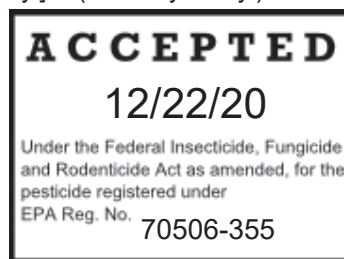 ACCEPTED
12/22/20
Under the Federal Insecticide, Fungicide
and Rodenticide Act as amended, for the
pesticide registered under
EPA Reg. No. 70506-355